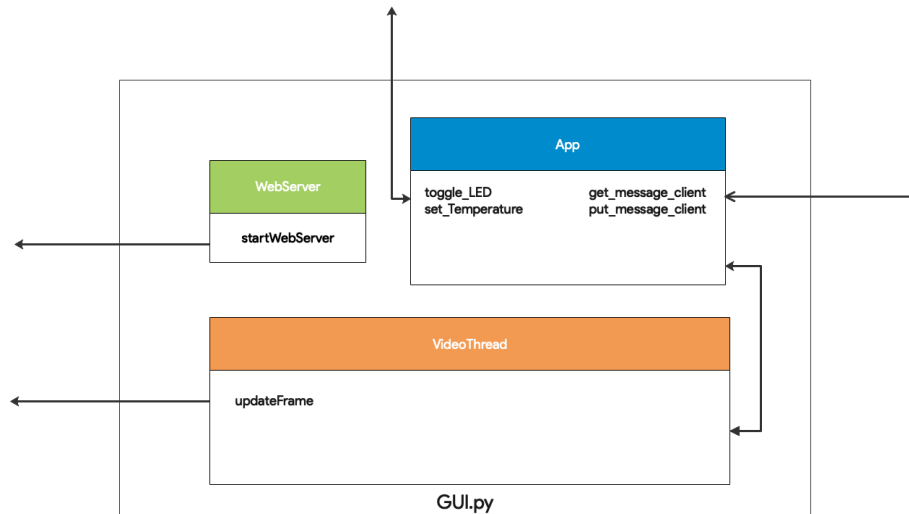 App
WebServer
toggle_LED
set_Temperature
get_message_client
put_message_client
startWebServer
VideoThread
updateFrame
GUI.py